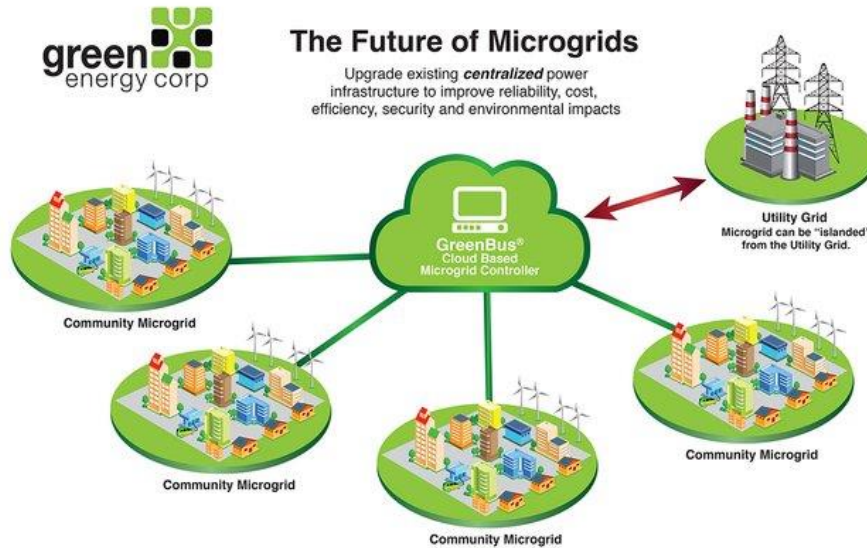 green
energy corp
The Future of Microgrids
Upgrade existing centralized power
infrastructure to improve reliability, cost,
efficiency, security and environmental impacts
GreenBus®
Cloud Based
Microgrid Controller
Utility Grid
Microgrid can be "islanded"
from the Utility Grid.
Community Microgrid
Community Microgrid
Community Microgrid
Community Microgrid